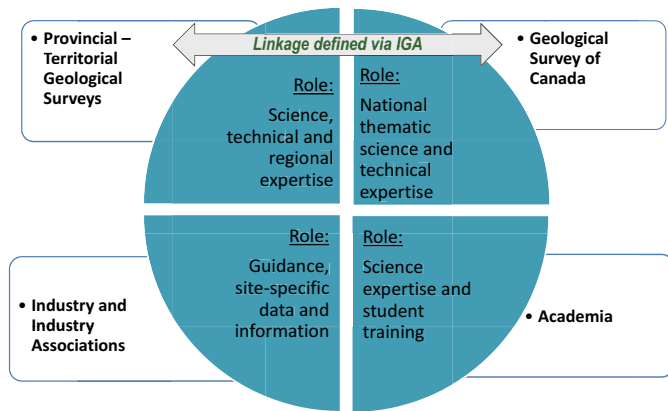 • Provincial –
Territorial
Geological
Surveys
Linkage defined via IGA
• Geological
Survey of
Canada
Role:
Science,
technical and
regional
expertise
Role:
National
thematic
science and
technical
expertise
Role:
Guidance,
site-specific
data and
information
Role:
Science
expertise and
student
training
• Industry and
Industry
Associations
• Academia